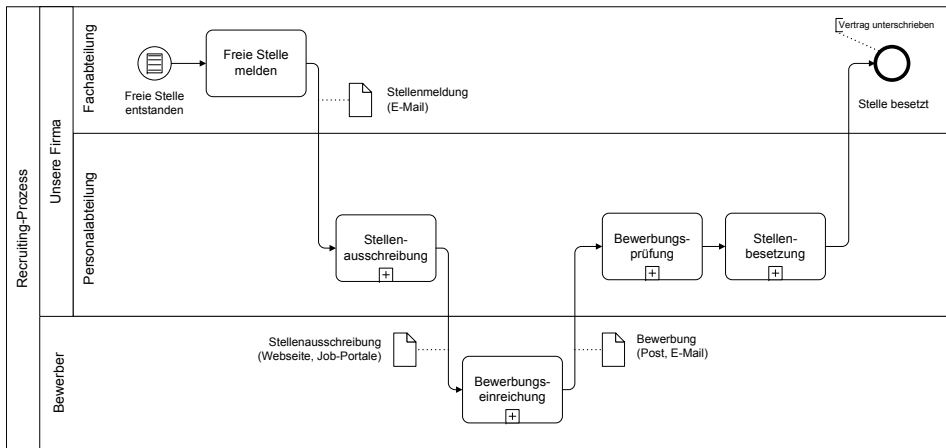 Recruiting-Prozess
Unsere Firma
Fachabteilung
Freie Stelle
entstanden
Freie Stelle
melden
Stellenmeldung
(E-Mail)
Vertrag unterschrieben
Stelle besetzt
Personalabteilung
Stellen-
ausschreibung
Bewerbungs-
prüfung
Stellen-
besetzung
Bewerber
Stellenausschreibung
(Webseite, Job-Portale)
Bewerbungs-
einreichung
Bewerbung
(Post, E-Mail)